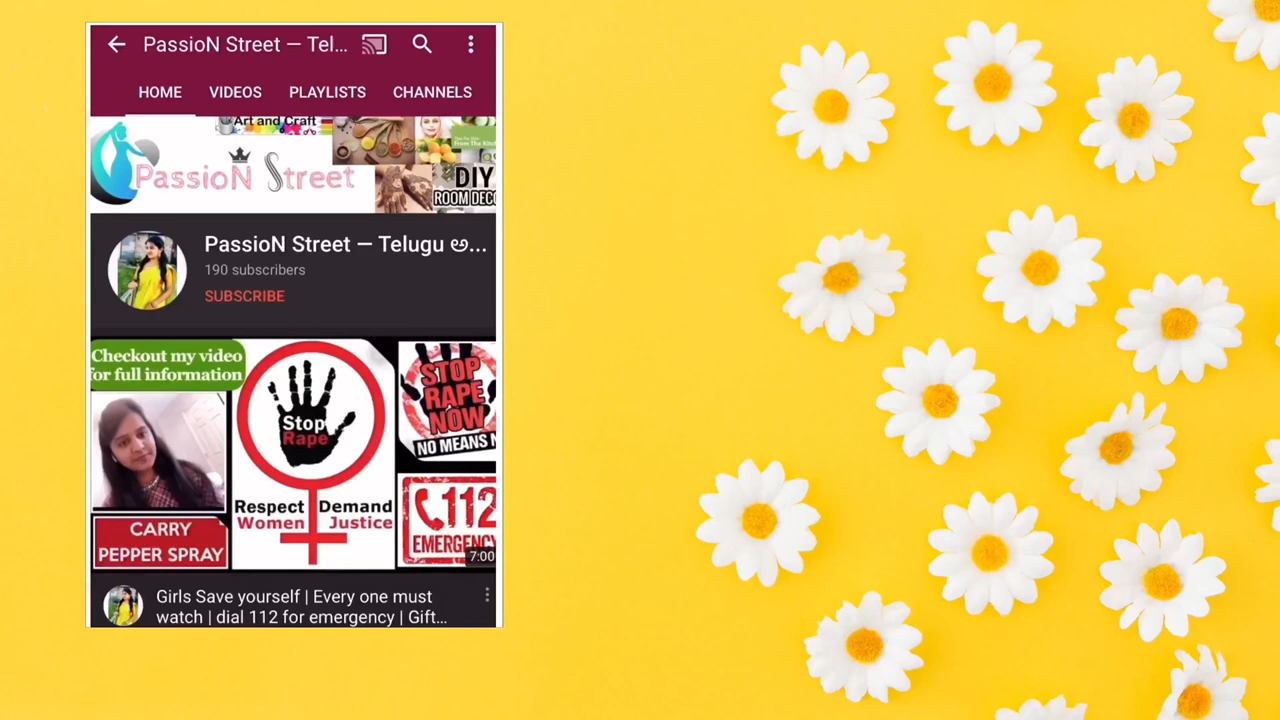 PassioN Street — Tel...
HOME VIDEOS PLAYLISTS CHANNELS
Art and Craft
PassioN Street
DIY
ROOM DECO
PassioN Street — Telugu అ...
190 subscribers
SUBSCRIBE
Checkout my video
for full information
CARRY
PEPPER SPRAY
Stop
Rape
Respect Demand
Women Justice
STOP
RAPE
NOW
NO MEANS N
112
EMERGENCY
7:00
Girls Save yourself | Every one must
watch | dial 112 for emergency | Gift...